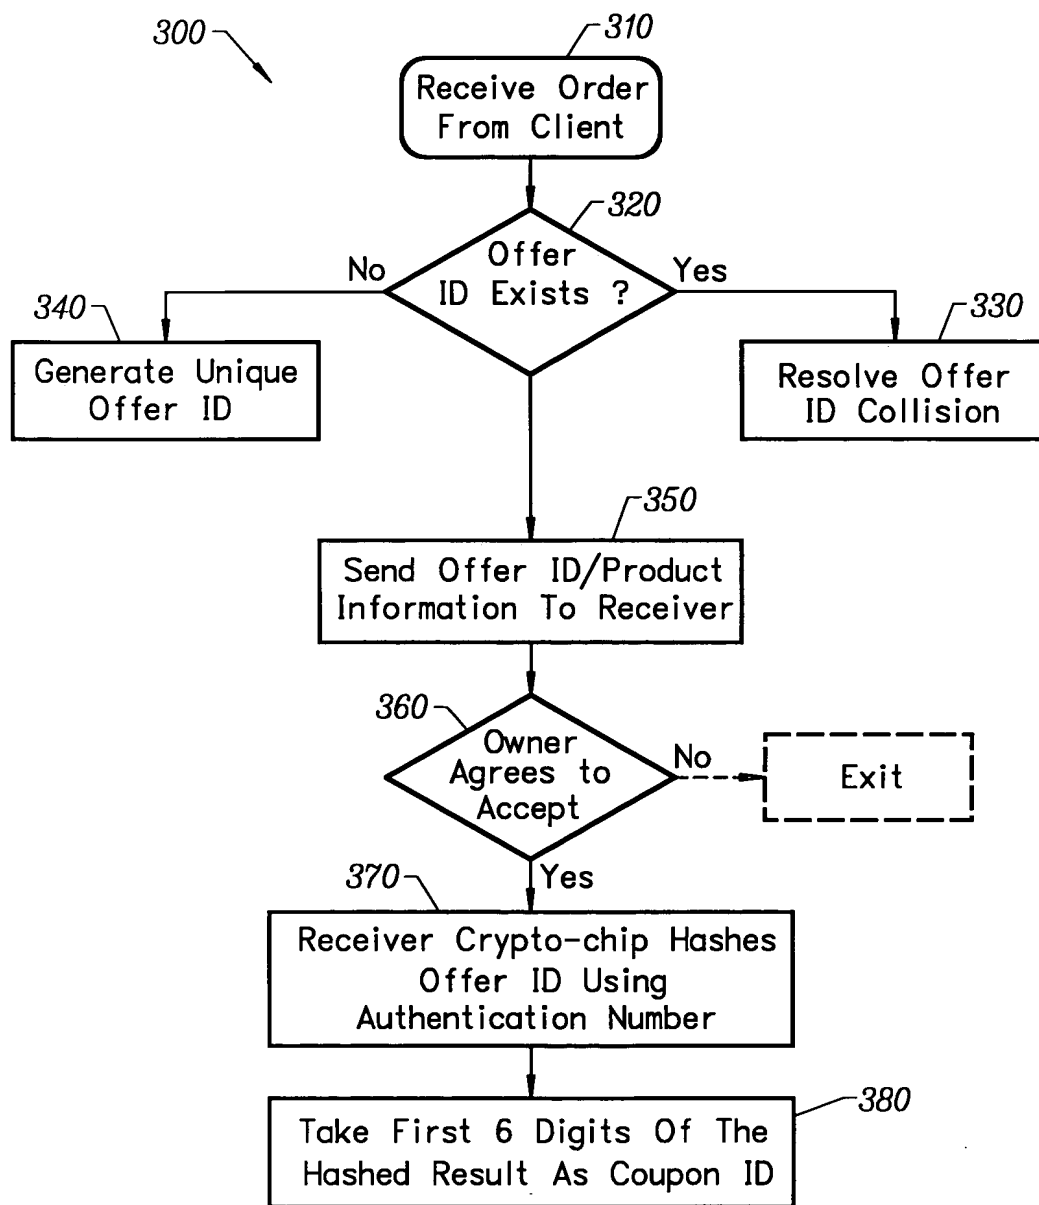 300
310
Receive Order
From Client
320
Offer
ID Exists ?
No
Yes
340
Generate Unique
Offer ID
330
Resolve Offer
ID Collision
350
Send Offer ID/Product
Information To Receiver
360
Owner
Agrees to
Accept
No
Exit
Yes
370
Receiver Crypto-chip Hashes
Offer ID Using
Authentication Number
380
Take First 6 Digits Of The
Hashed Result As Coupon ID